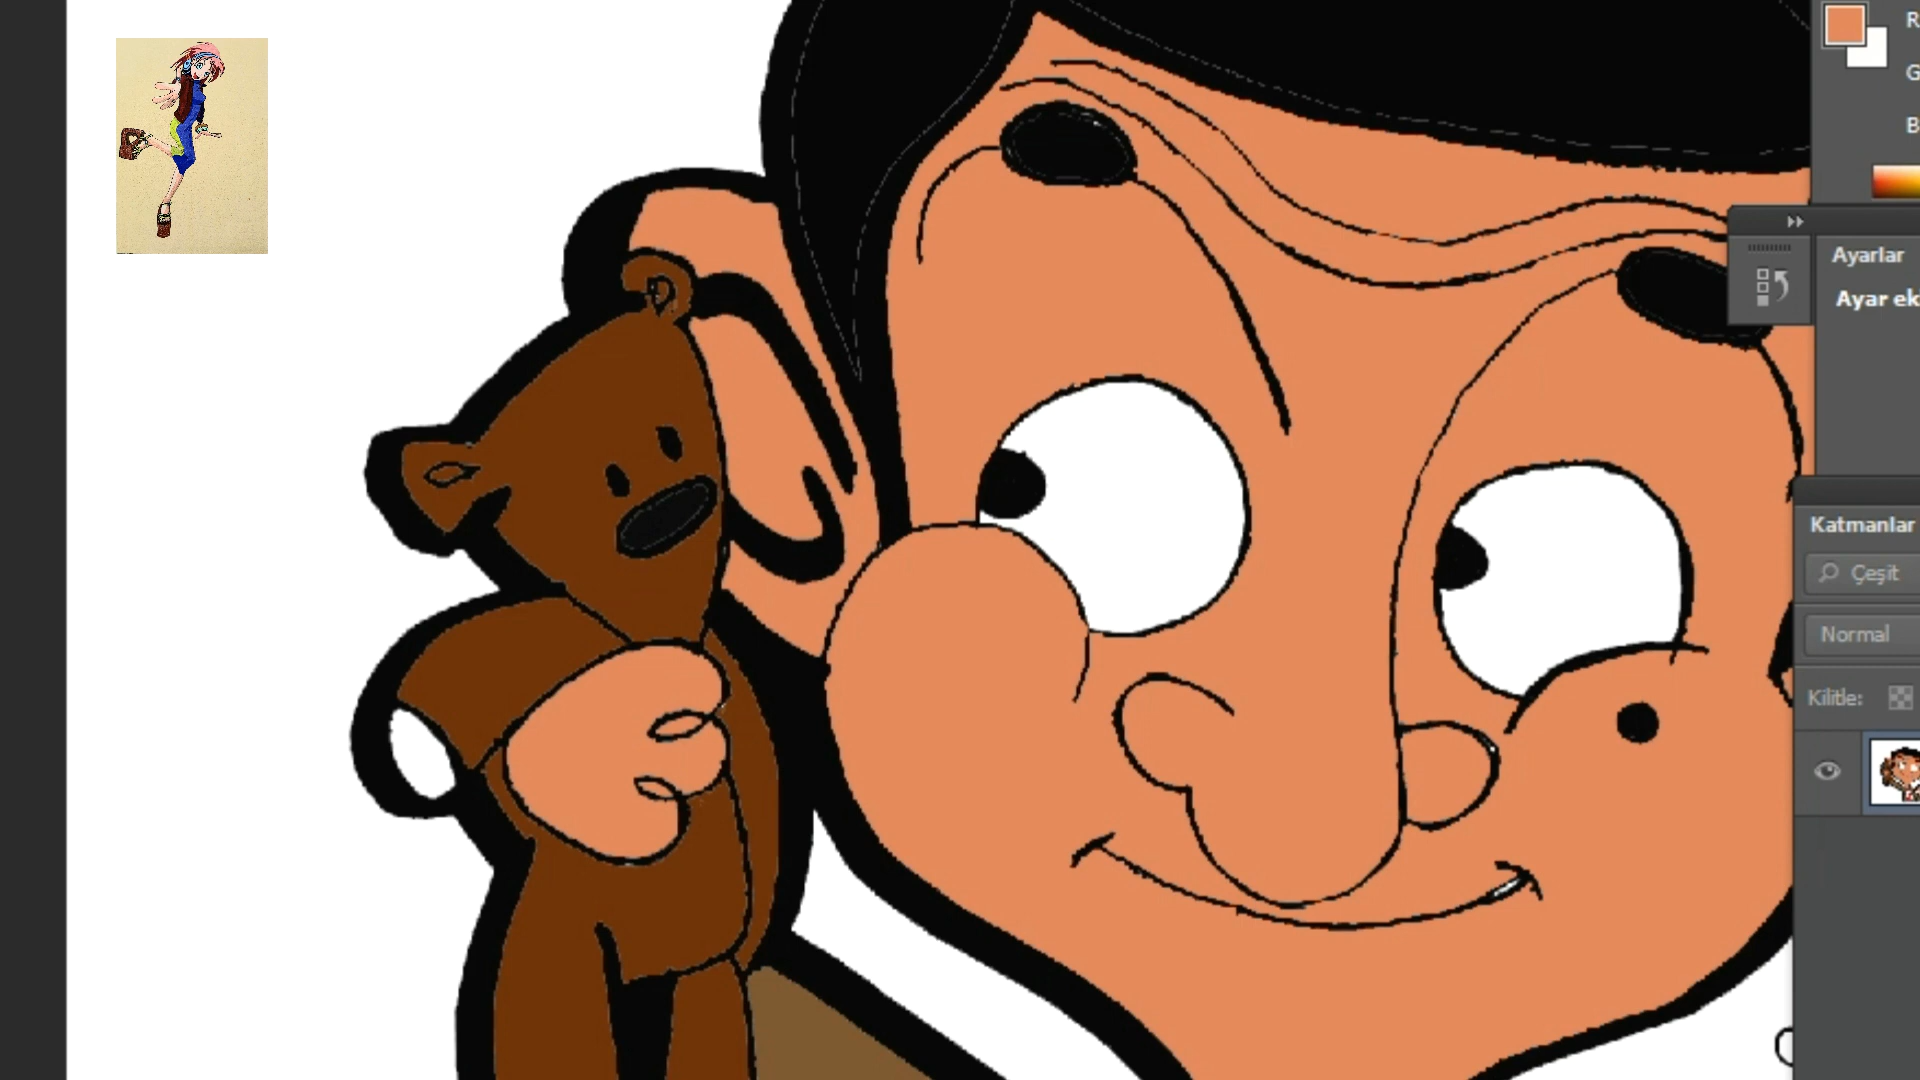 R
G
B
Ayarlar
Ayar ek
Katmanlar
Çeşit
Normal
Kilitle: